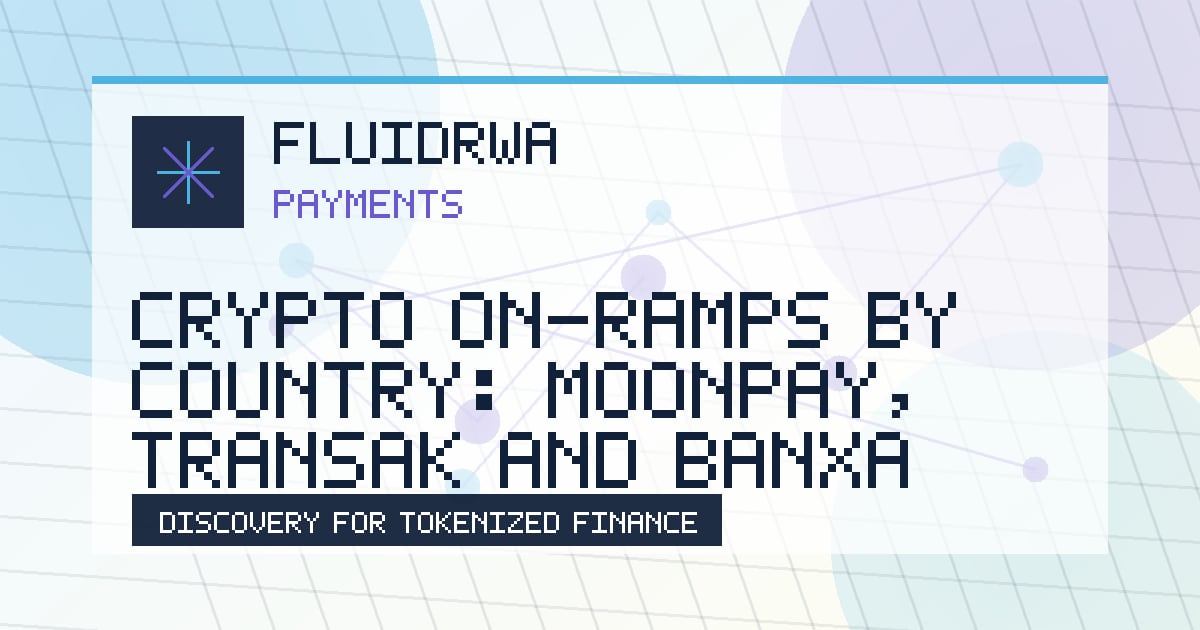 FLUIDRWA
PAYMENTS
CRYPTO ON-RAMPS BY
COUNTRY: MOONPAY,
TRANSAK AND BANXA
DISCOVERY FOR TOKENIZED FINANCE